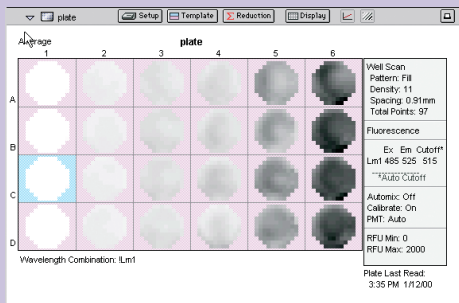 plate Setup Template Reduction Display
Average plate
1 2 3 4 5 6
A
B
C
D
Well Scan
Pattern: Fill
Density: 11
Spacing: 0.91mm
Total Points: 97
Fluorescence
Ex Em Cutoff*
Lm1 485 525 515
*Auto Cutoff
Automix: Off
Calibrate: On
PMT: Auto
RFU Min: 0
RFU Max: 2000
Wavelength Combination: !Lm1
Plate Last Read:
3:35 PM 1/12/00